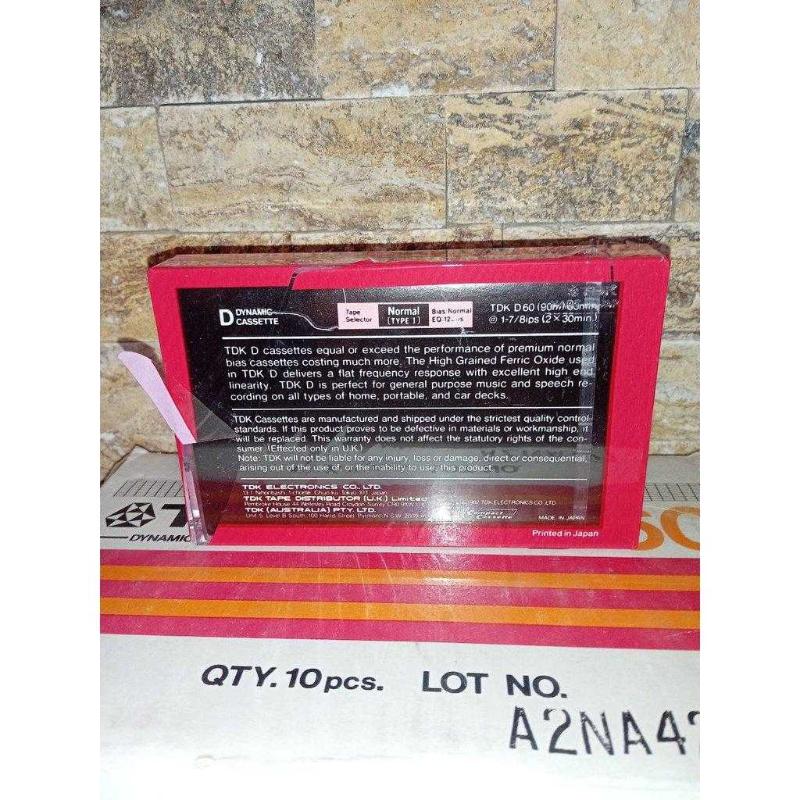 D DYNAMIC CASSETTE
Tape Selector
Normal (TYPE I)
Bias: Normal
TDK D60
@ 1-7/8ips (2×30min.)
TDK D cassettes equal or exceed the performance of premium normal
bias cassettes costing much more. The High Grained Ferric Oxide used
in TDK D delivers a flat frequency response with excellent high end
linearity. TDK D is perfect for general purpose music and speech re-
cording on all types of home, portable, and car decks.
TDK Cassettes are manufactured and shipped under the strictest quality control
standards. If this product proves to be defective in materials or workmanship, it
will be replaced. This warranty does not affect the statutory rights of the con-
sumer. (Effected only in U.K.)
Note: TDK will not be liable for any injury, loss or damage, direct or consequential,
arising out of the use of, or the inability to use, this product.
TDK ELECTRONICS CO. LTD.
TDK TAPE DISTRIBUTOR (U.K.) Limited
TDK (AUSTRALIA) PTY. LTD.
TDK ELECTRONICS CO. LTD.
Compact Cassette
MADE IN JAPAN
Printed in Japan
DYNAMIC
QTY. 10pcs. LOT NO.
A2NA4